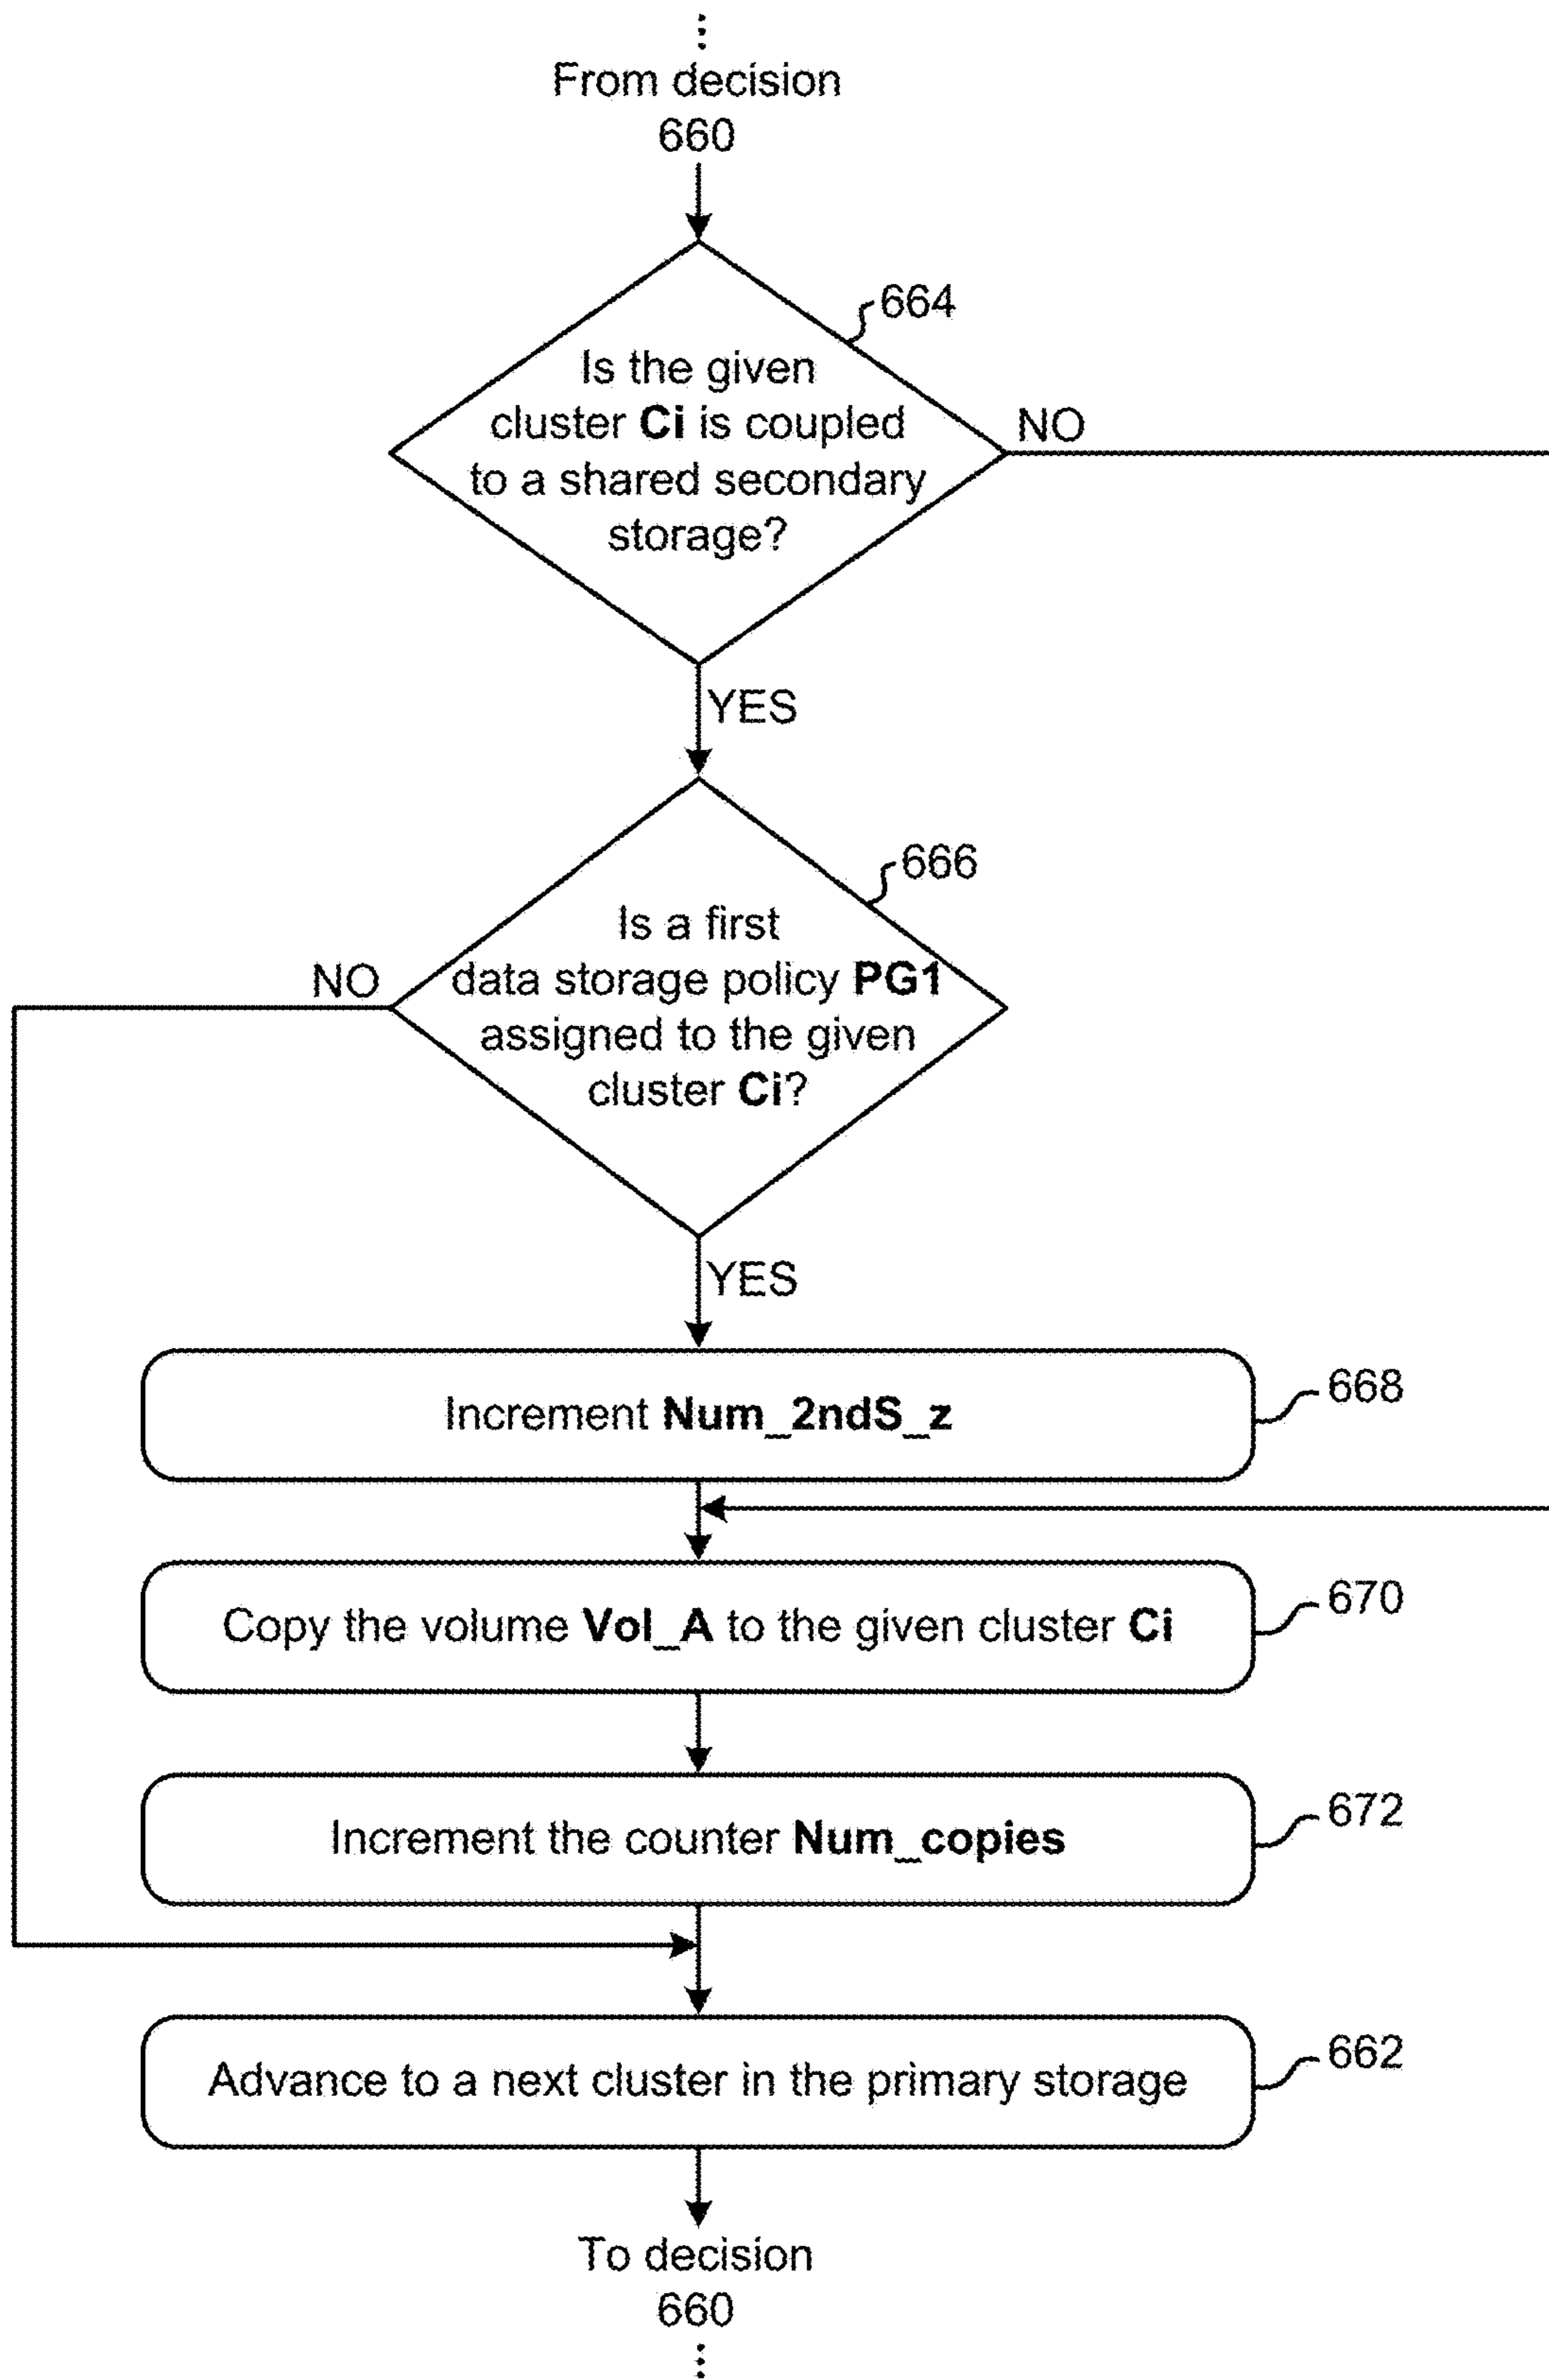 From decision
660
664
Is the given
cluster Ci is coupled
to a shared secondary
storage?
NO
YES
666
Is a first
data storage policy PG1
assigned to the given
cluster Ci?
NO
YES
Increment Num_2ndS_z
668
Copy the volume Vol_A to the given cluster Ci
670
Increment the counter Num_copies
672
Advance to a next cluster in the primary storage
662
To decision
660